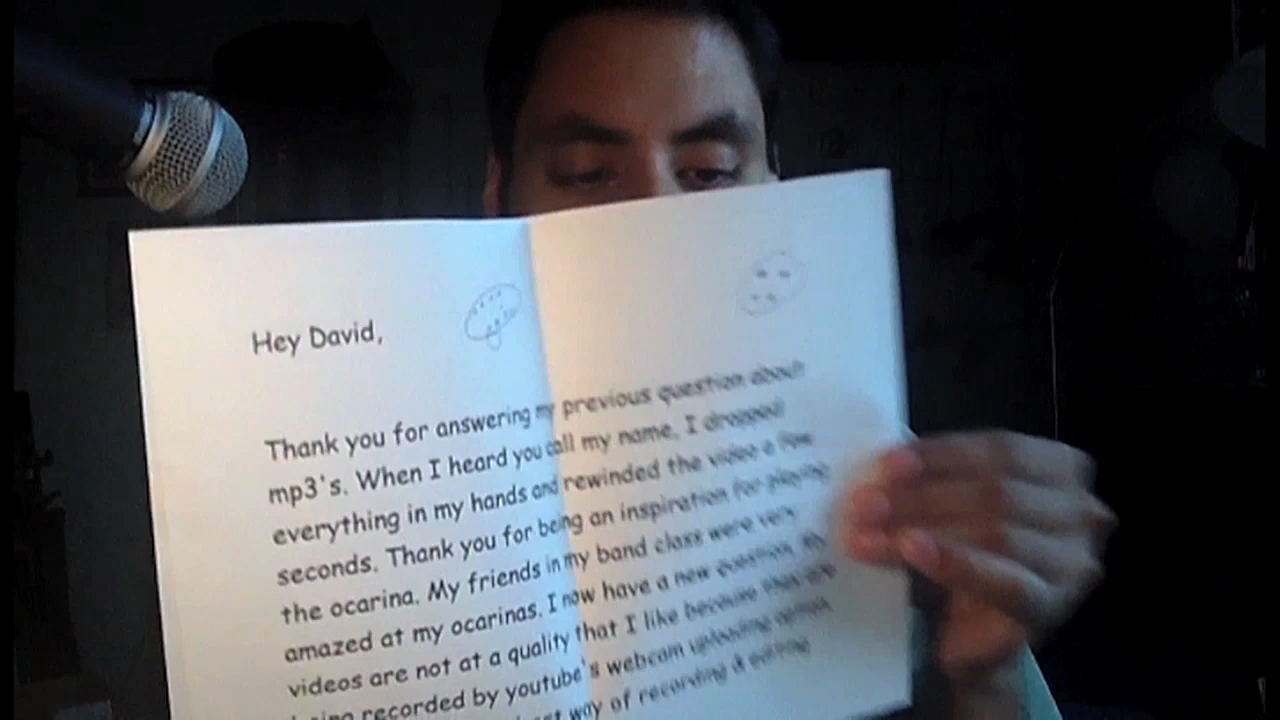 Hey David,
Thank you for answering my previous question about
mp3's. When I heard you call my name, I dropped
everything in my hands and rewinded the video a few
seconds. Thank you for being an inspiration for playing
the ocarina. My friends in my band class were very
amazed at my ocarinas. I now have a new question.
videos are not at a quality that I like because they are
being recorded by youtube's webcam uploading option.
way of recording & editing